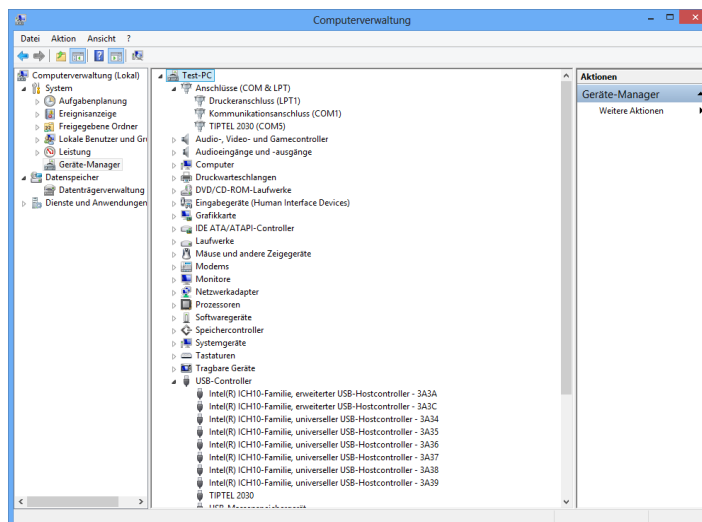 Computerverwaltung
Datei Aktion Ansicht ?
Computerverwaltung (Lokal)
System
Aufgabenplanung
Ereignisanzeige
Freigegebene Ordner
Lokale Benutzer und Gru
Leistung
Geräte-Manager
Datenspeicher
Datenträgerverwaltung
Dienste und Anwendungen
Test-PC
Anschlüsse (COM & LPT)
Druckeranschluss (LPT1)
Kommunikationsanschluss (COM1)
TIPTEL 2030 (COM5)
Audio-, Video- und Gamecontroller
Audioeingänge und -ausgänge
Computer
Druckwarteschlangen
DVD/CD-ROM-Laufwerke
Eingabegeräte (Human Interface Devices)
Grafikkarte
IDE ATA/ATAPI-Controller
Laufwerke
Mäuse und andere Zeigegeräte
Modems
Monitore
Netzwerkadapter
Prozessoren
Softwaregeräte
Speichercontroller
Systemgeräte
Tastaturen
Tragbare Geräte
USB-Controller
Intel(R) ICH10-Familie, erweiterter USB-Hostcontroller - 3A3A
Intel(R) ICH10-Familie, erweiterter USB-Hostcontroller - 3A3C
Intel(R) ICH10-Familie, universeller USB-Hostcontroller - 3A34
Intel(R) ICH10-Familie, universeller USB-Hostcontroller - 3A35
Intel(R) ICH10-Familie, universeller USB-Hostcontroller - 3A36
Intel(R) ICH10-Familie, universeller USB-Hostcontroller - 3A37
Intel(R) ICH10-Familie, universeller USB-Hostcontroller - 3A38
Intel(R) ICH10-Familie, universeller USB-Hostcontroller - 3A39
TIPTEL 2030
USB-Massenspeichergerät
Aktionen
Geräte-Manager
Weitere Aktionen